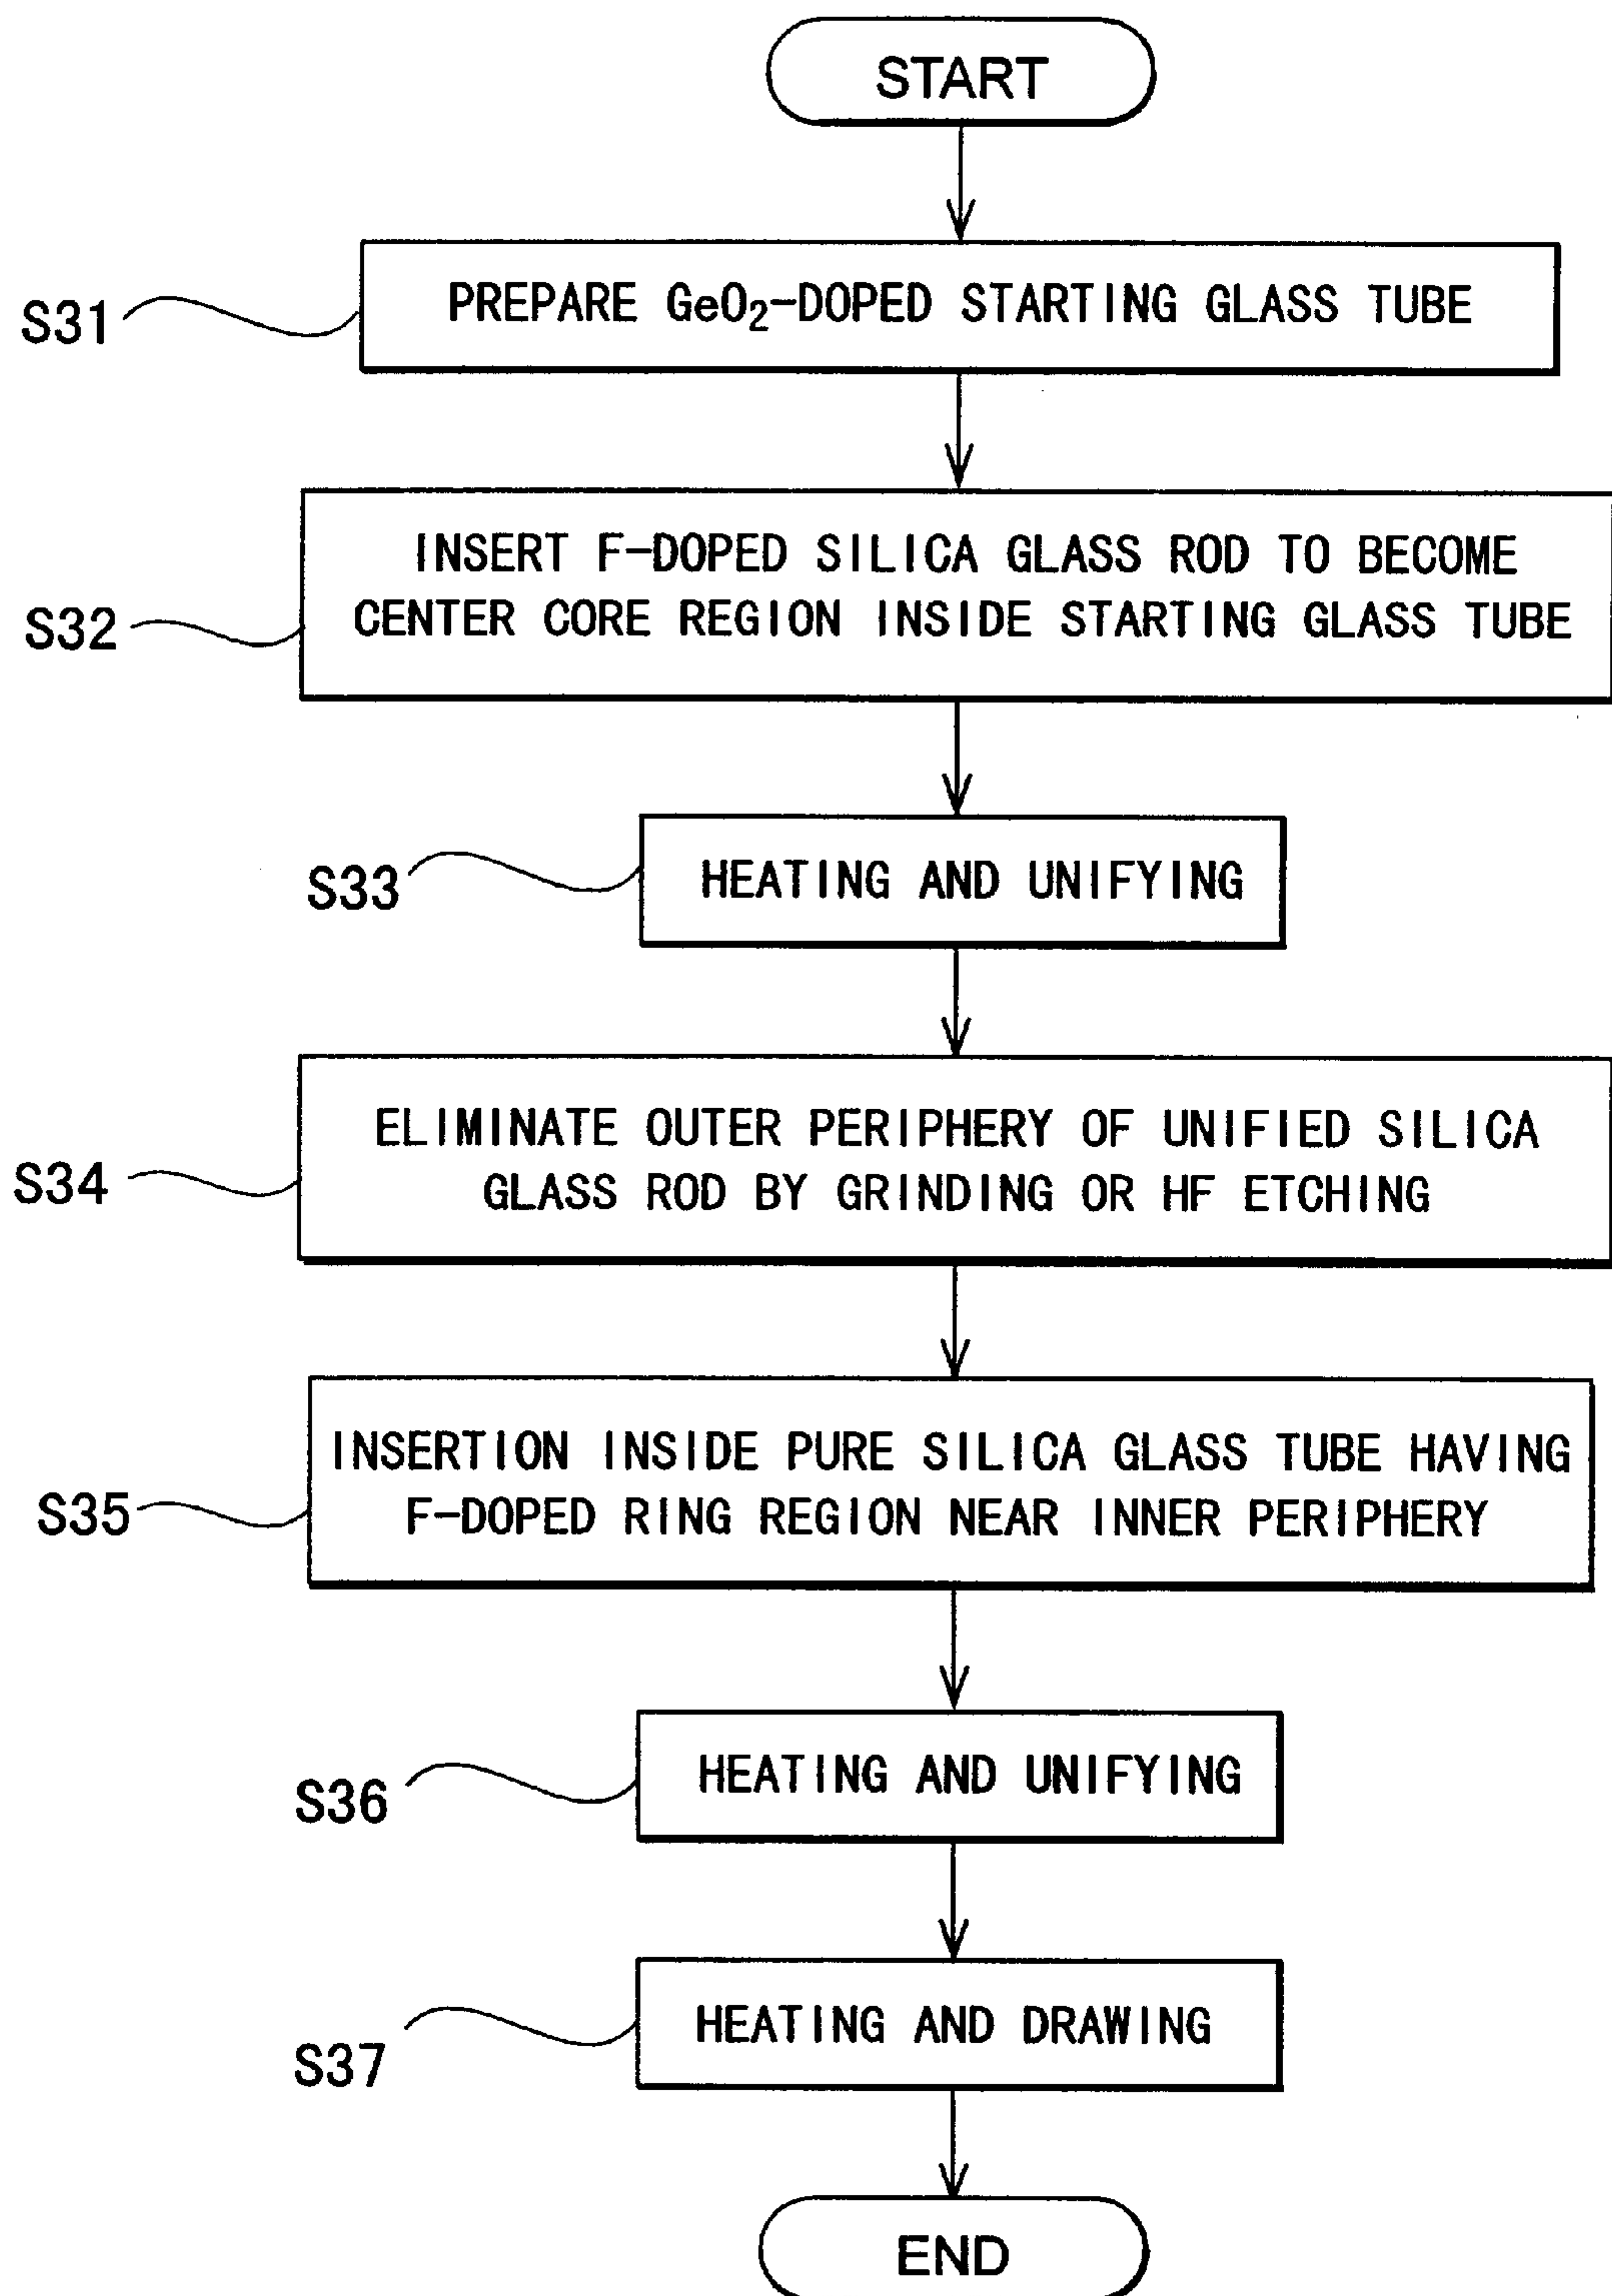 START
S31
PREPARE GeO₂-DOPED STARTING GLASS TUBE
S32
INSERT F-DOPED SILICA GLASS ROD TO BECOME
CENTER CORE REGION INSIDE STARTING GLASS TUBE
S33
HEATING AND UNIFYING
S34
ELIMINATE OUTER PERIPHERY OF UNIFIED SILICA
GLASS ROD BY GRINDING OR HF ETCHING
S35
INSERTION INSIDE PURE SILICA GLASS TUBE HAVING
F-DOPED RING REGION NEAR INNER PERIPHERY
S36
HEATING AND UNIFYING
S37
HEATING AND DRAWING
END